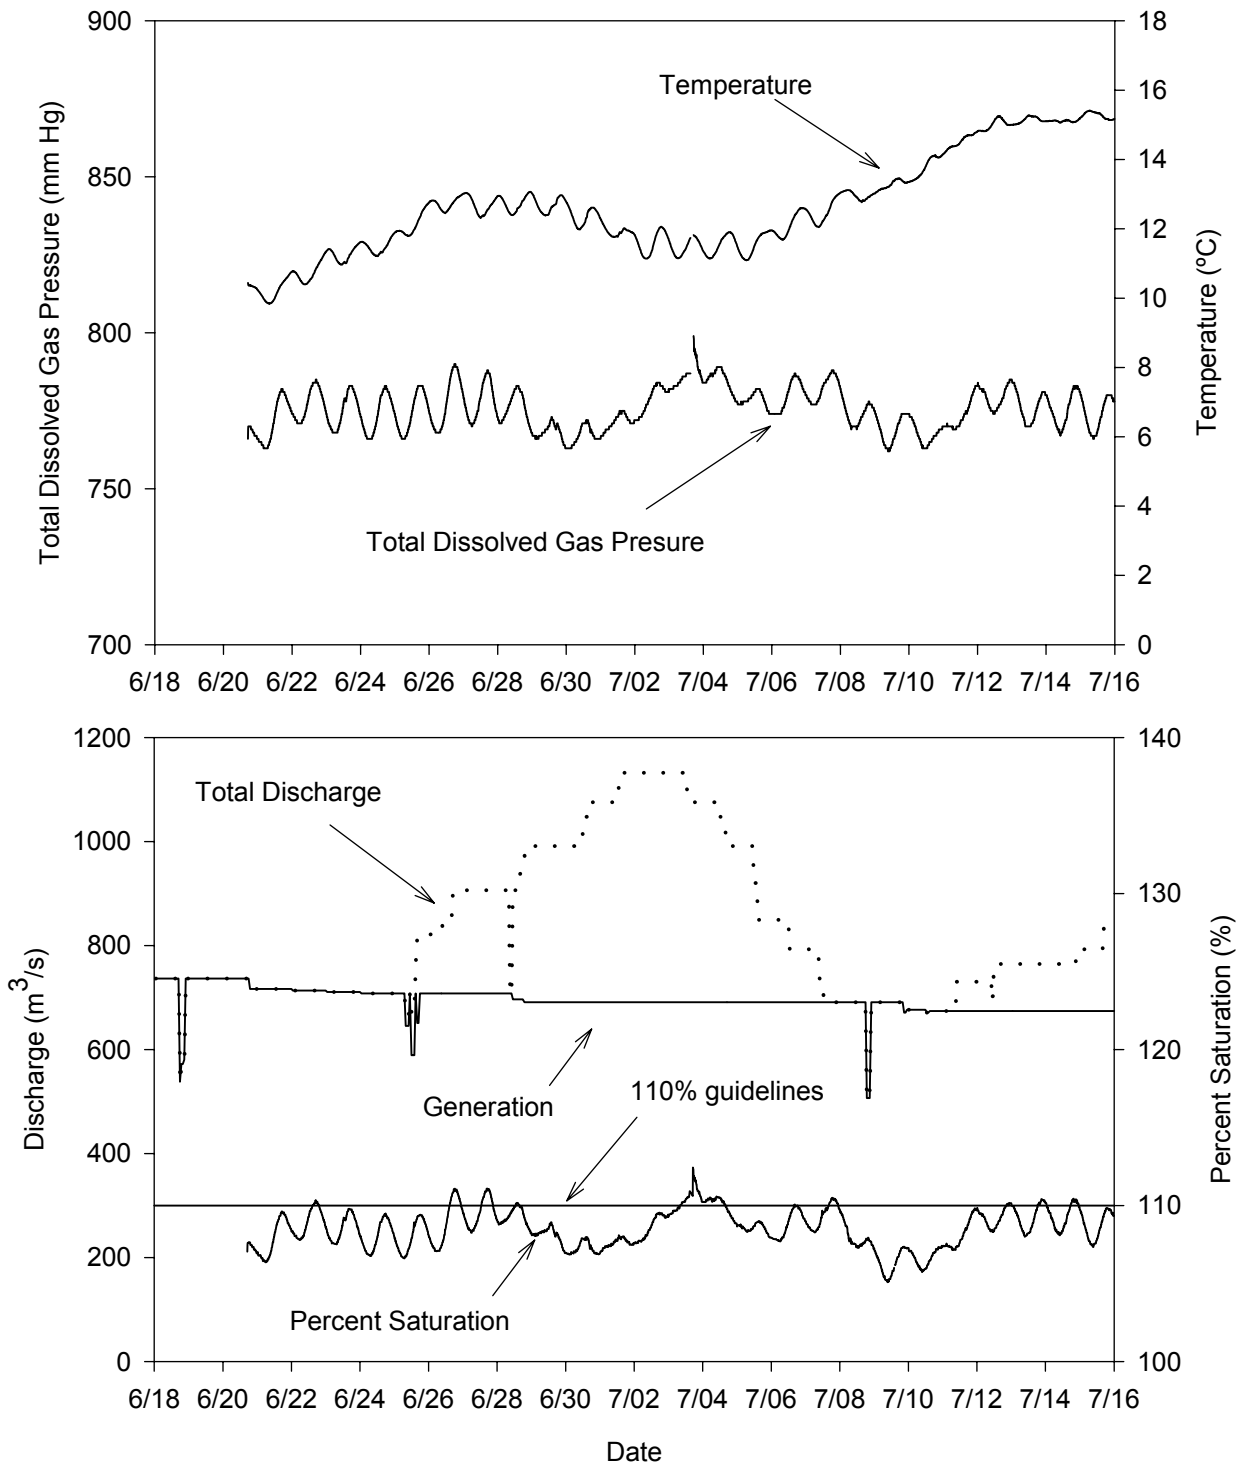 900
850
800
750
700
Total Dissolved Gas Pressure (mm Hg)
18
16
14
12
10
8
6
4
2
0
Temperature (ºC)
Temperature
Total Dissolved Gas Presure
6/18 6/20 6/22 6/24 6/26 6/28 6/30 7/02 7/04 7/06 7/08 7/10 7/12 7/14 7/16
1200
1000
800
600
400
200
0
Discharge (m³/s)
140
130
120
110
100
Percent Saturation (%)
Total Discharge
Generation
110% guidelines
Percent Saturation
6/18 6/20 6/22 6/24 6/26 6/28 6/30 7/02 7/04 7/06 7/08 7/10 7/12 7/14 7/16
Date